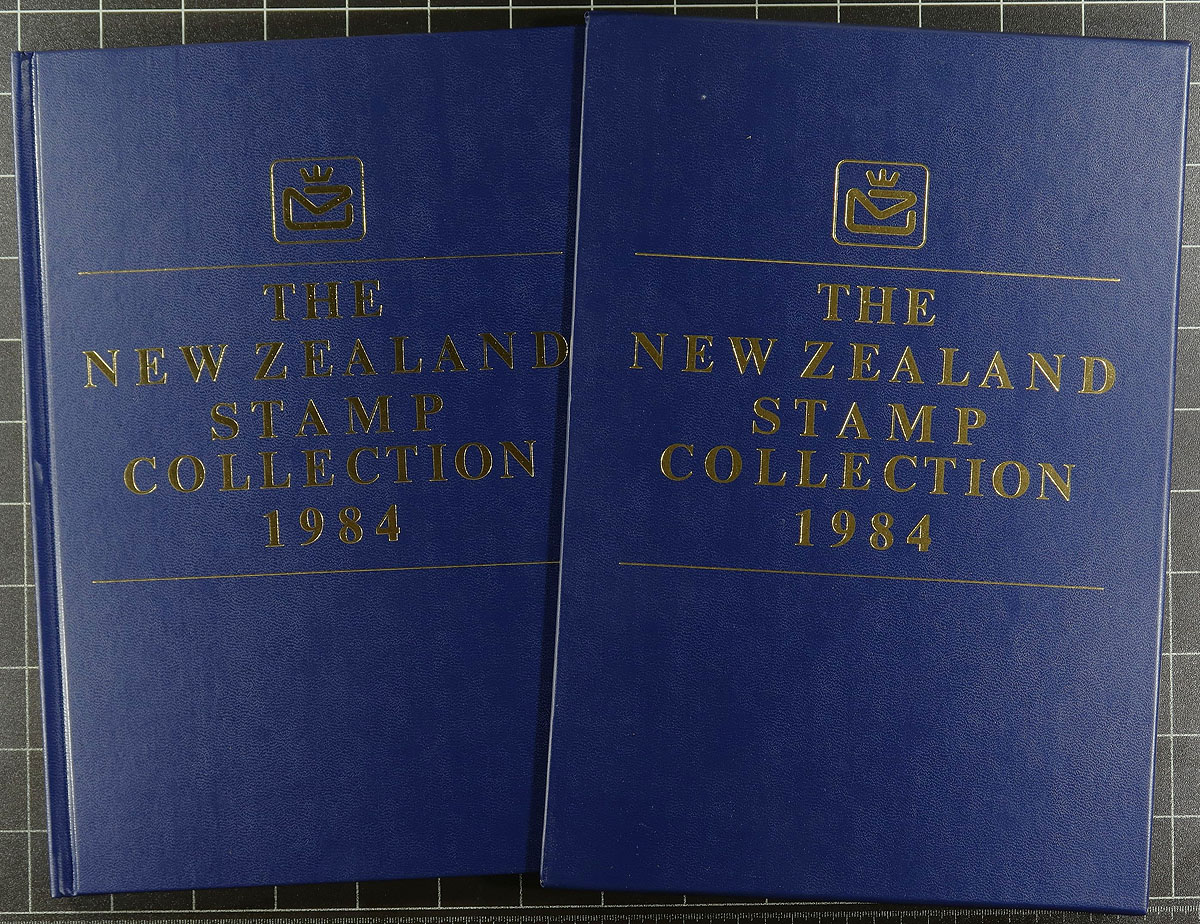 THE
NEW ZEALAND
STAMP
COLLECTION
1984
THE
NEW ZEALAND
STAMP
COLLECTION
1984